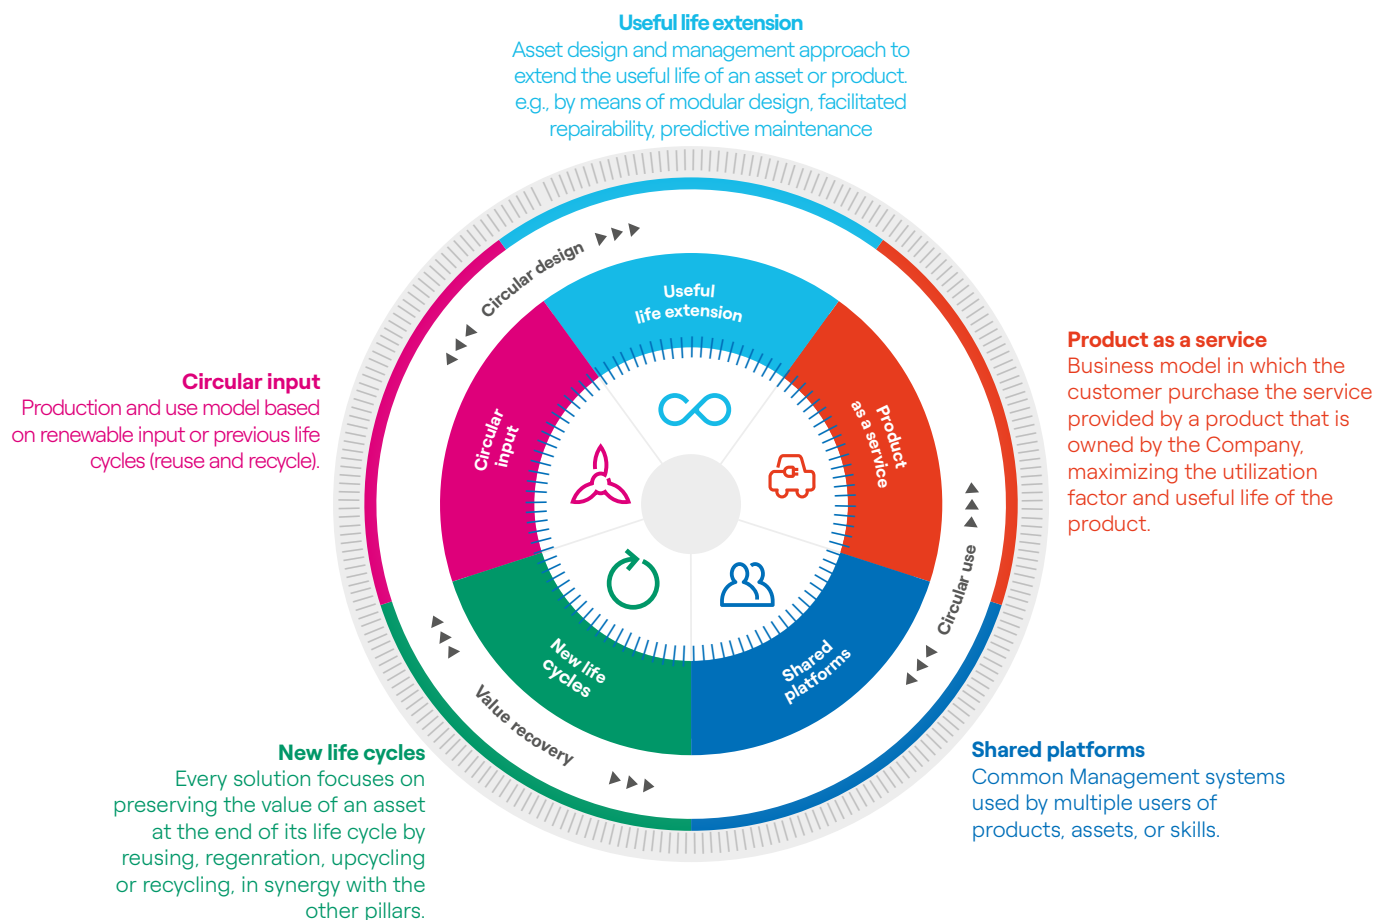 Useful life extension
Asset design and management approach to
extend the useful life of an asset or product.
e.g., by means of modular design, facilitated
repairability, predictive maintenance
Circular design
Useful
life extension
Product as a service
Business model in which the
customer purchase the service
provided by a product that is
owned by the Company,
maximizing the utilization
factor and useful life of the
product.
Circular input
Production and use model based
on renewable input or previous life
cycles (reuse and recycle).
Circular
input
Product
as a service
Circular use
New life
cycles
Shared
platforms
Value recovery
New life cycles
Every solution focuses on
preserving the value of an asset
at the end of its life cycle by
reusing, regenration, upcycling
or recycling, in synergy with the
other pillars.
Shared platforms
Common Management systems
used by multiple users of
products, assets, or skills.